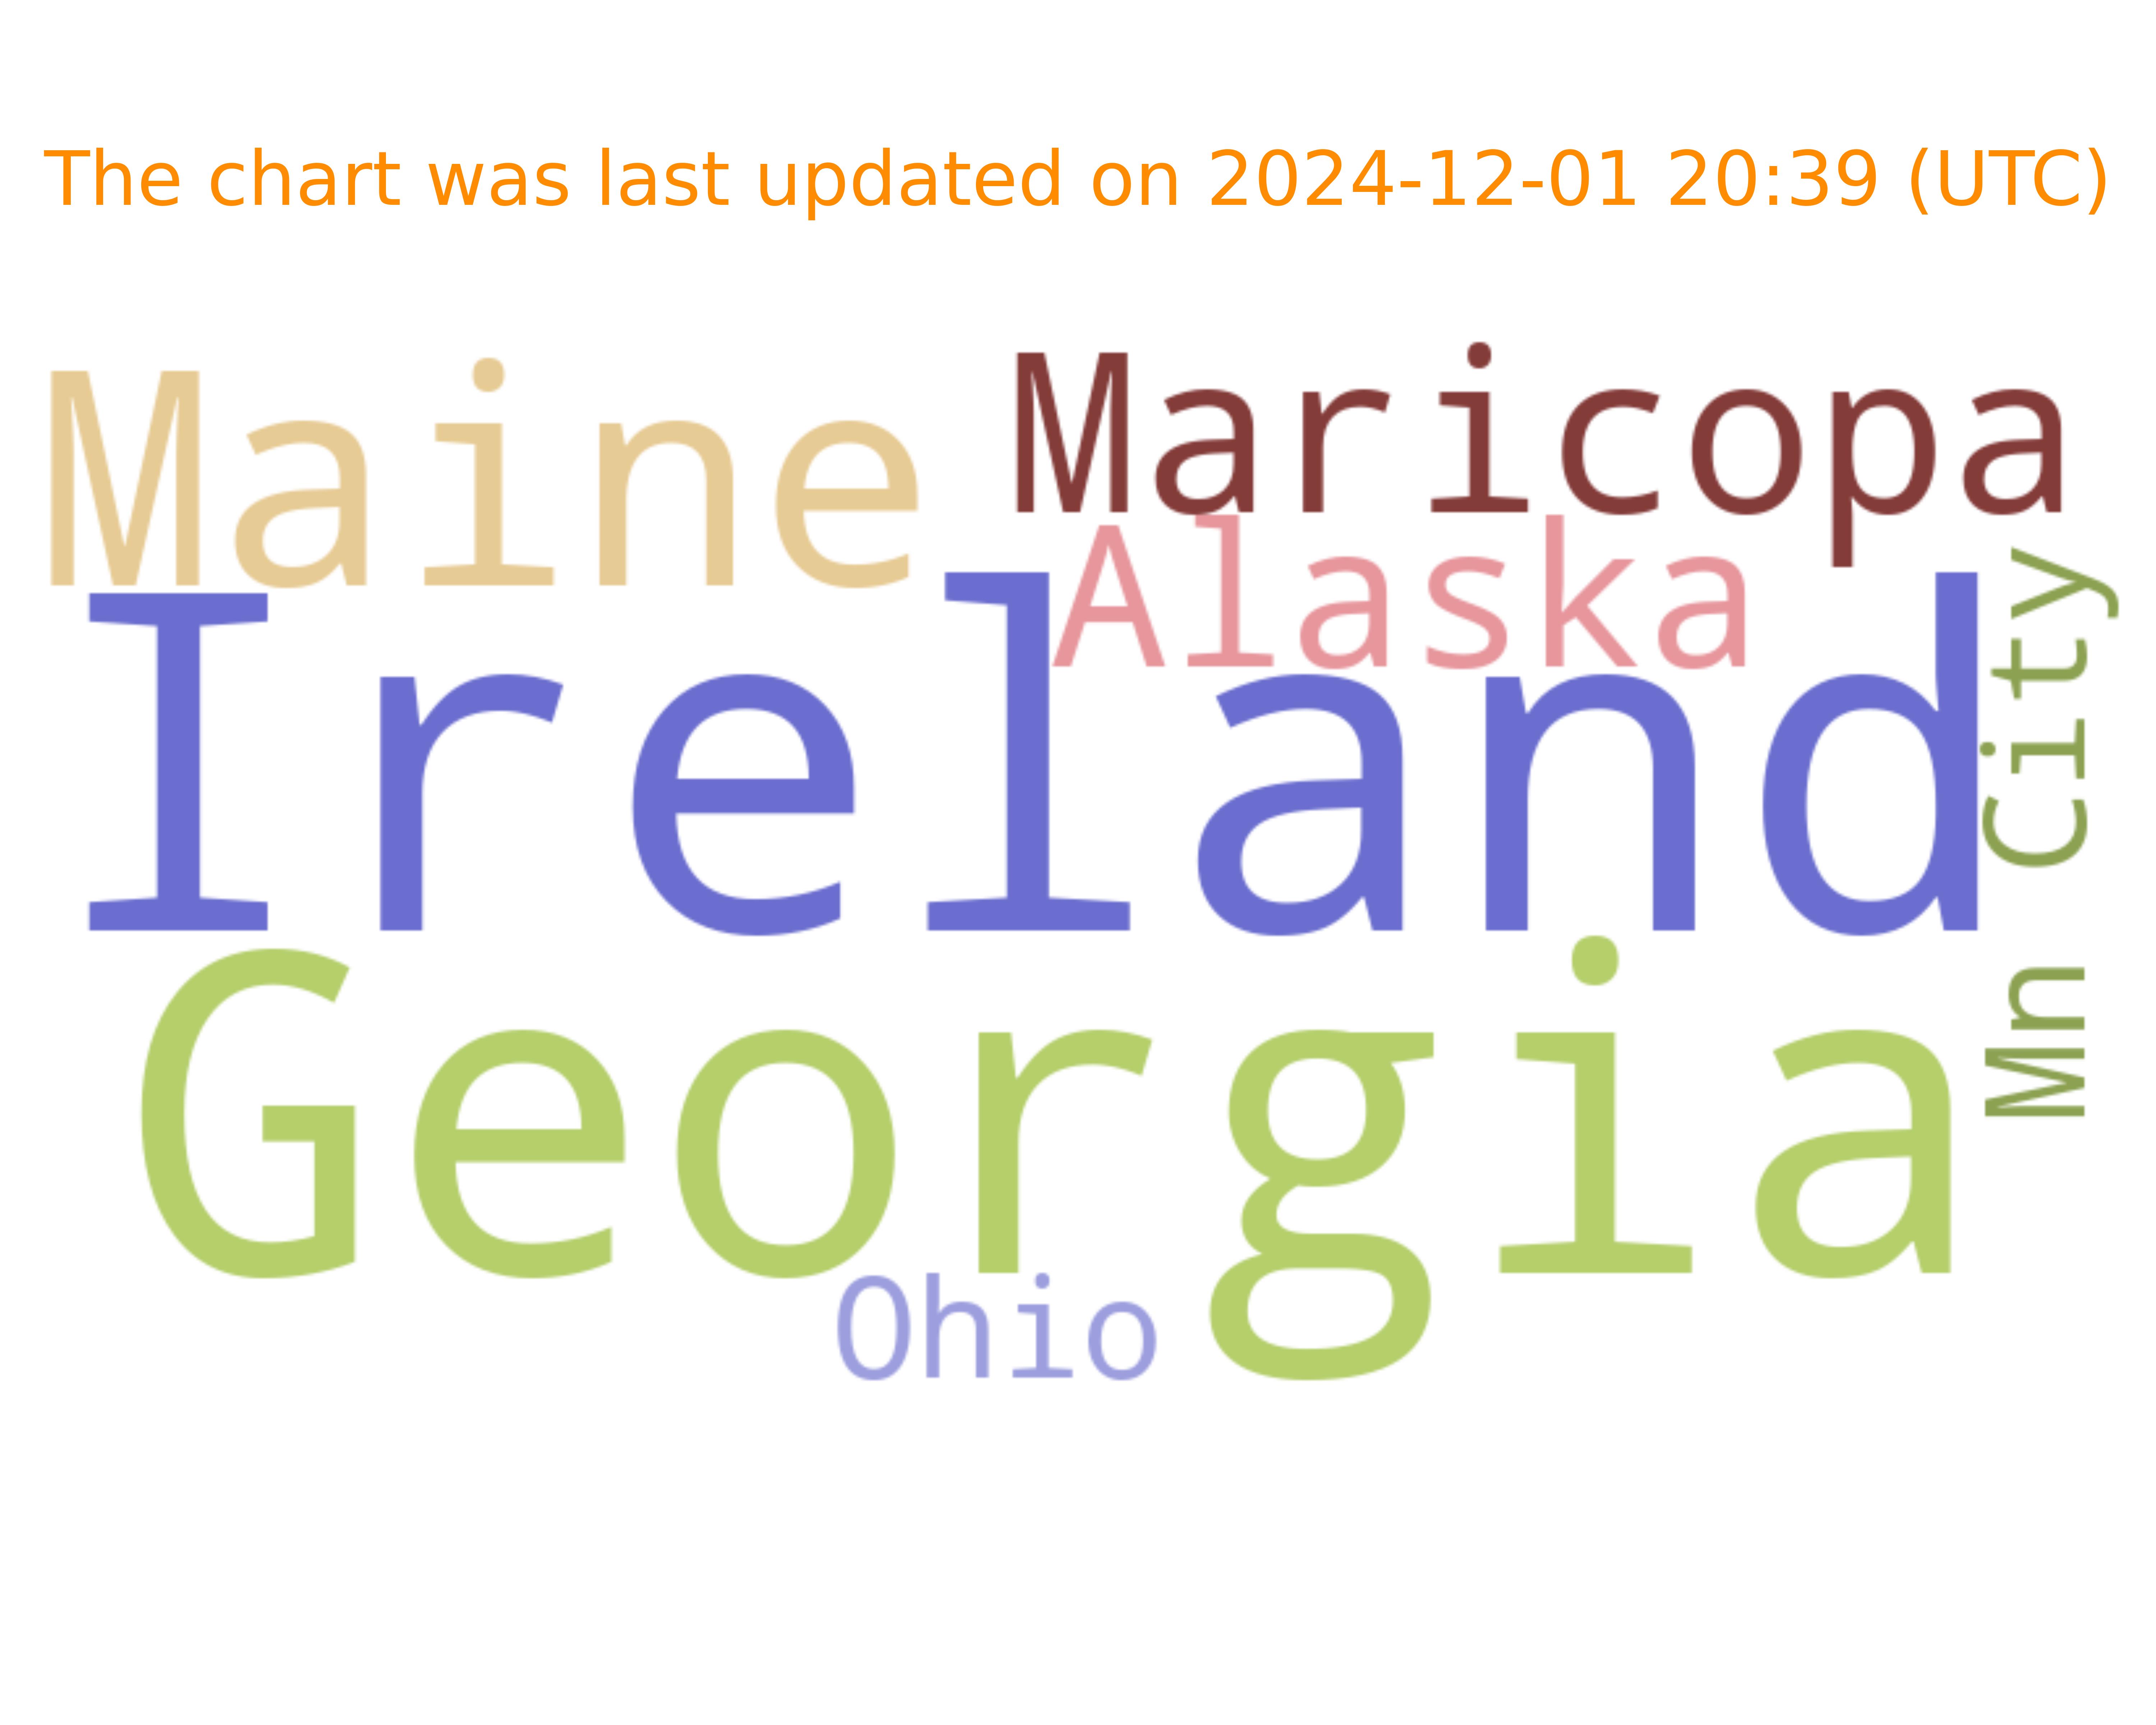 The chart was last updated on 2024-12-01 20:39 (UTC)
Maine
Maricopa
Alaska
Ireland
Mn City
Georgia
Ohio